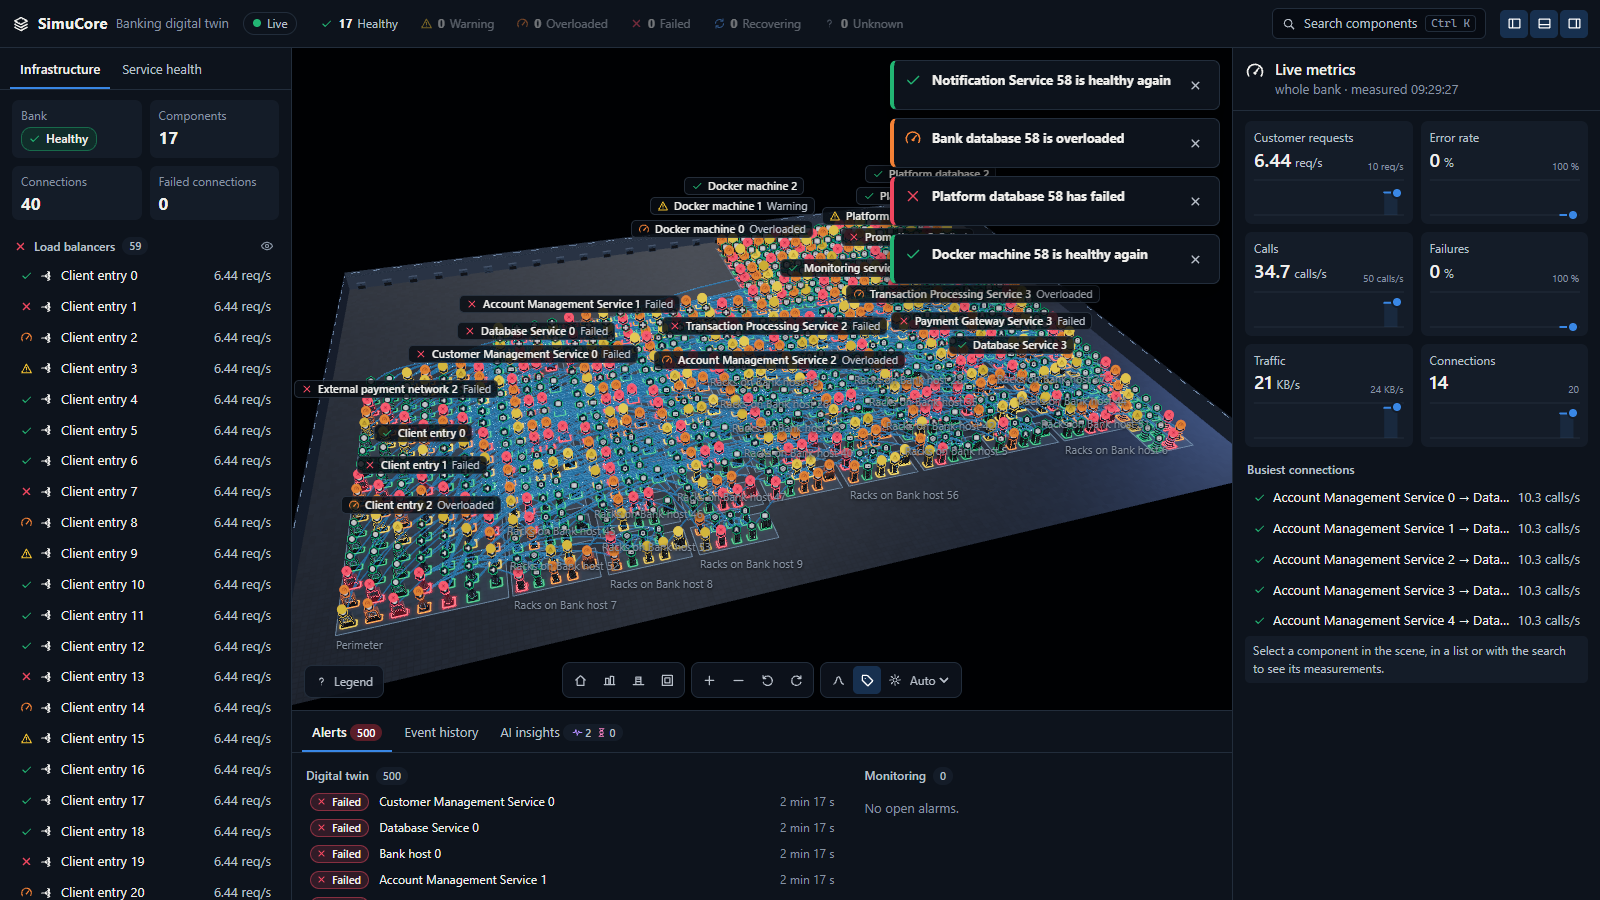 SimuCore Banking digital twin Live 17 Healthy 0 Warning 0 Overloaded 0 Failed 0 Recovering ? 0 Unknown Search components Ctrl K
Infrastructure Service health
Bank
Healthy
Components
17
Connections
40
Failed connections
0
Load balancers 59
Client entry 0 6.44 req/s
Client entry 1 6.44 req/s
Client entry 2 6.44 req/s
Client entry 3 6.44 req/s
Client entry 4 6.44 req/s
Client entry 5 6.44 req/s
Client entry 6 6.44 req/s
Client entry 7 6.44 req/s
Client entry 8 6.44 req/s
Client entry 9 6.44 req/s
Client entry 10 6.44 req/s
Client entry 11 6.44 req/s
Client entry 12 6.44 req/s
Client entry 13 6.44 req/s
Client entry 14 6.44 req/s
Client entry 15 6.44 req/s
Client entry 16 6.44 req/s
Client entry 17 6.44 req/s
Client entry 18 6.44 req/s
Client entry 19 6.44 req/s
Client entry 20 6.44 req/s
Notification Service 58 is healthy again
Bank database 58 is overloaded
Platform database 58 has failed
Docker machine 58 is healthy again
Platform database 2
Docker machine 2
Docker machine 1 Warning
Platform
Docker machine 0 Overloaded
Monitoring servic
Transaction Processing Service 3 Overloaded
Account Management Service 1 Failed
Payment Gateway Service 3 Failed
Transaction Processing Service 2 Failed
Database Service 0 Failed
Database Service 3
Customer Management Service 0 Failed
Account Management Service 2 Overloaded
External payment network 2 Failed
Client entry 0
Client entry 1 Failed
Client entry 2 Overloaded
Racks on Bank host 56
Racks on Bank host 9
Racks on Bank host 8
Racks on Bank host 7
Perimeter
? Legend
Auto
Alerts 500 Event history AI insights 2 0
Digital twin 500
Failed Customer Management Service 0 2 min 17 s
Failed Database Service 0 2 min 17 s
Failed Bank host 0 2 min 17 s
Failed Account Management Service 1 2 min 17 s
Monitoring 0
No open alarms.
Live metrics
whole bank · measured 09:29:27
Customer requests
6.44 req/s 10 req/s
Error rate
0 % 100 %
Calls
34.7 calls/s 50 calls/s
Failures
0 % 100 %
Traffic
21 KB/s 24 KB/s
Connections
14 20
Busiest connections
Account Management Service 0 → Data... 10.3 calls/s
Account Management Service 1 → Data... 10.3 calls/s
Account Management Service 2 → Data... 10.3 calls/s
Account Management Service 3 → Data... 10.3 calls/s
Account Management Service 4 → Data... 10.3 calls/s
Select a component in the scene, in a list or with the search
to see its measurements.